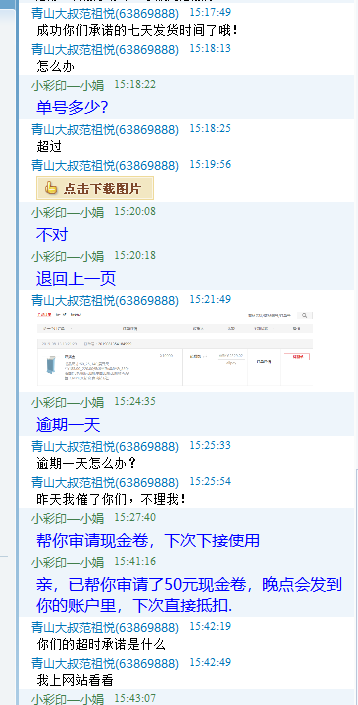 青山大叔范祖悦(63869888) 15:17:49
成功你们承诺的七天发货时间了哦！
青山大叔范祖悦(63869888) 15:18:13
怎么办
小彩印—小娟 15:18:22
单号多少？
青山大叔范祖悦(63869888) 15:18:25
超过
青山大叔范祖悦(63869888) 15:19:56
点击下载图片
小彩印—小娟 15:20:08
不对
小彩印—小娟 15:20:18
退回上一页
青山大叔范祖悦(63869888) 15:21:49
小彩印—小娟 15:24:35
逾期一天
青山大叔范祖悦(63869888) 15:25:33
逾期一天怎么办？
青山大叔范祖悦(63869888) 15:25:54
昨天我催了你们，不理我！
小彩印—小娟 15:27:40
帮你审请现金卷，下次下接使用
小彩印—小娟 15:41:16
亲，已帮你审请了50元现金卷，晚点会发到
你的账户里，下次直接抵扣.
青山大叔范祖悦(63869888) 15:42:19
你们的超时承诺是什么
青山大叔范祖悦(63869888) 15:42:49
我上网站看看
小彩印—小娟 15:43:07